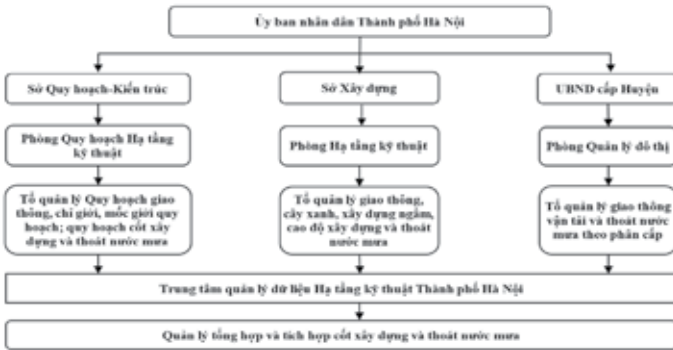 Ủy ban nhân dân Thành phố Hà Nội
Sở Quy hoạch-Kiến trúc
Sở Xây dựng
UBND cấp Huyện
Phòng Quy hoạch Hạ tầng
kỹ thuật
Phòng Hạ tầng kỹ thuật
Phòng Quản lý đô thị
Tổ quản lý Quy hoạch giao
thông, chỉ giới, mốc giới quy
hoạch; quy hoạch cốt xây
dựng và thoát nước mưa
Tổ quản lý giao thông,
cây xanh, xây dựng ngầm,
cao độ xây dựng và thoát
nước mưa
Tổ quản lý giao thông
vận tải và thoát nước
mưa theo phân cấp
Trung tâm quản lý dữ liệu Hạ tầng kỹ thuật Thành phố Hà Nội
Quản lý tổng hợp và tích hợp cốt xây dựng và thoát nước mưa